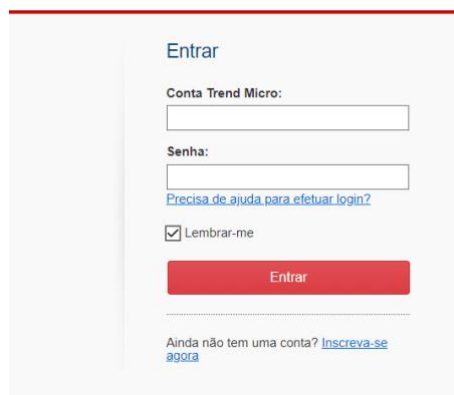 Entrar
Conta Trend Micro:
Senha:
Precisa de ajuda para efetuar login?
Lembrar-me
Entrar
Ainda não tem uma conta? Inscreva-se
agora